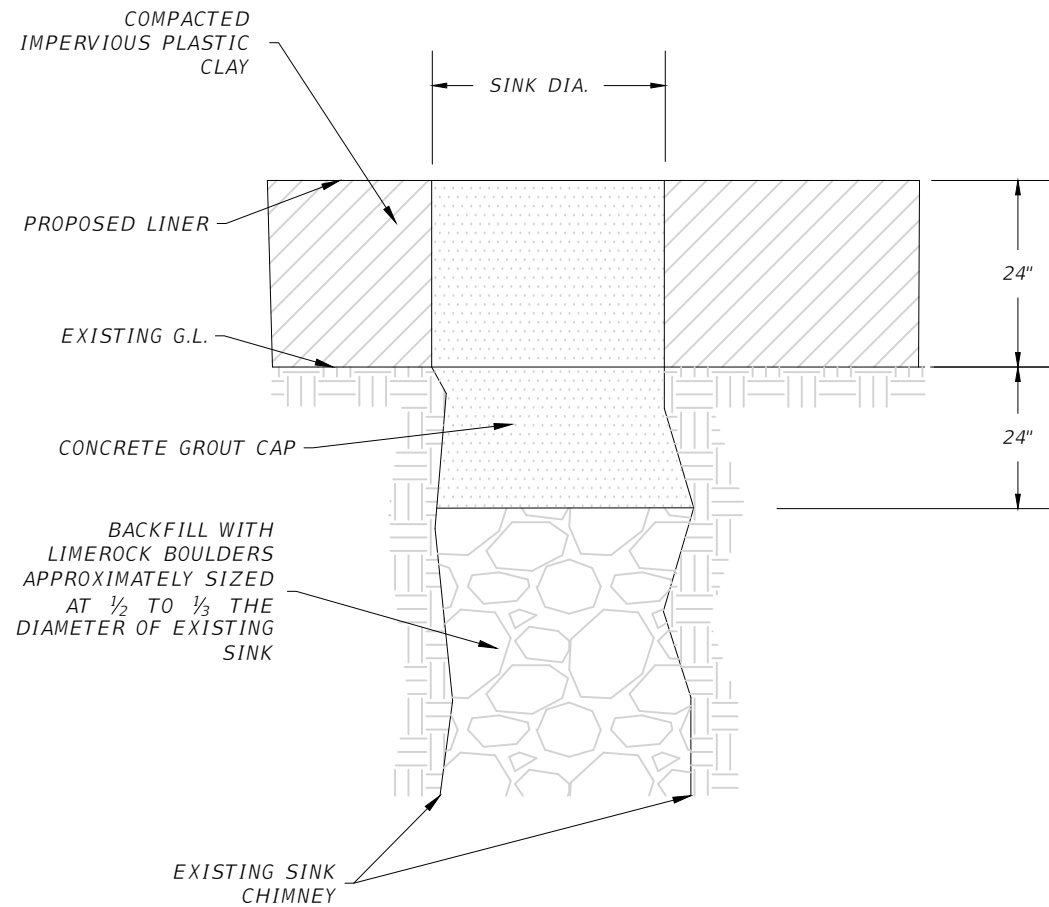 COMPACTED
IMPERVIOUS PLASTIC
CLAY
SINK DIA.
PROPOSED LINER
24"
EXISTING G.L.
CONCRETE GROUT CAP
24"
BACKFILL WITH
LIMEROCK BOULDERS
APPROXIMATELY SIZED
AT ½ TO ⅓ THE
DIAMETER OF EXISTING
SINK
EXISTING SINK
CHIMNEY